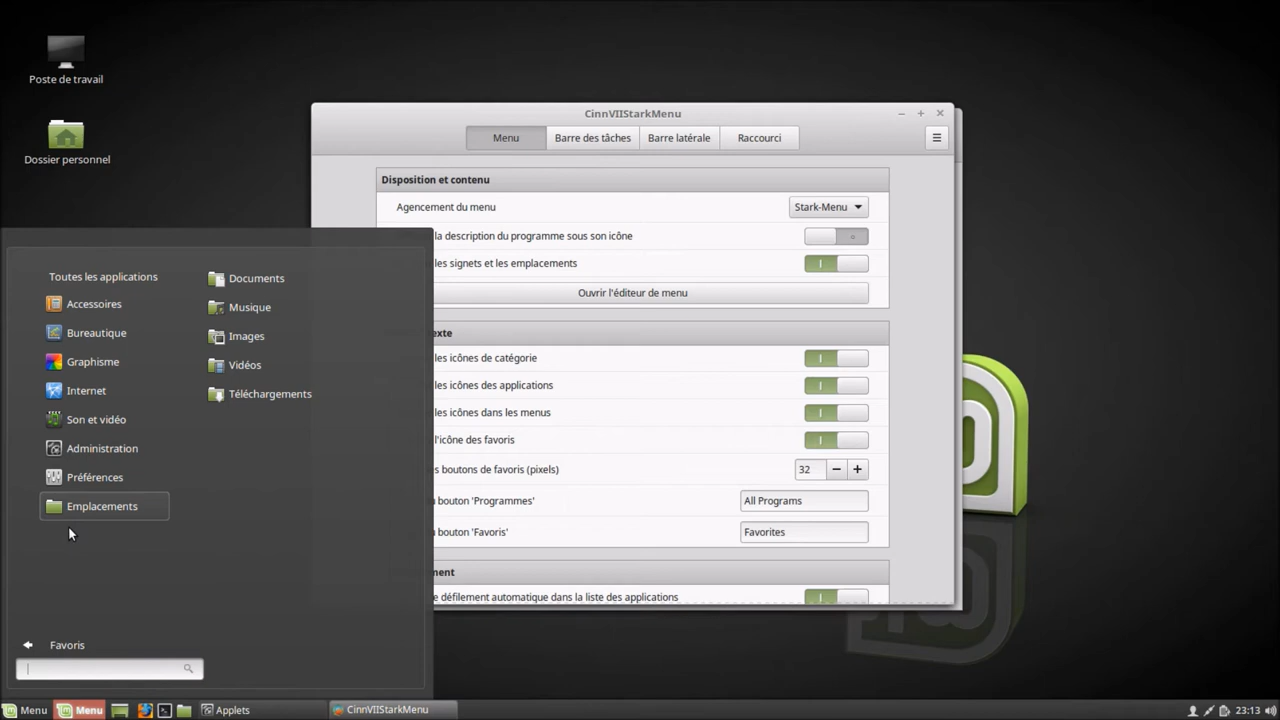 Poste de travail
Dossier personnel
CinnVIIStarkMenu
Menu Barre des tâches Barre latérale Raccourci
Disposition et contenu
Agencement du menu Stark-Menu
la description du programme sous son icône
les signets et les emplacements
Ouvrir l'éditeur de menu
exte
les icônes de catégorie
les icônes des applications
les icônes dans les menus
l'icône des favoris
es boutons de favoris (pixels) 32
bouton 'Programmes' All Programs
bouton 'Favoris' Favorites
ment
e défilement automatique dans la liste des applications
Toutes les applications
Accessoires
Bureautique
Graphisme
Internet
Son et vidéo
Administration
Préférences
Emplacements
Documents
Musique
Images
Vidéos
Téléchargements
Favoris
Menu Menu Applets CinnVIIStarkMenu 23:13